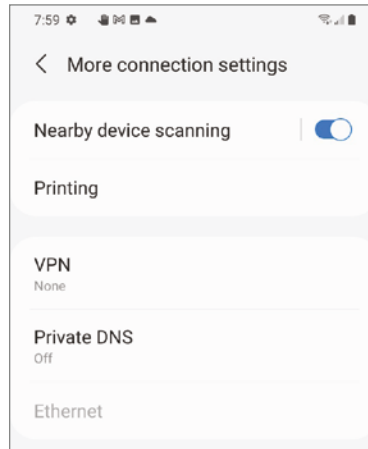 7:59
More connection settings
Nearby device scanning
Printing
VPN
None
Private DNS
Off
Ethernet